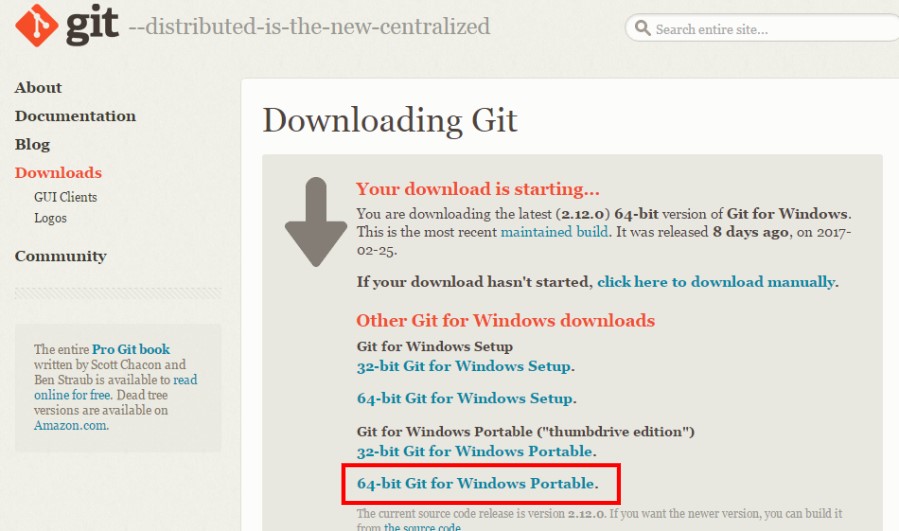 git --distributed-is-the-new-centralized
Search entire site...
About
Documentation
Blog
Downloads
GUI Clients
Logos
Community
The entire Pro Git book
written by Scott Chacon and
Ben Straub is available to read
online for free. Dead tree
versions are available on
Amazon.com.
Downloading Git
Your download is starting...
You are downloading the latest (2.12.0) 64-bit version of Git for Windows.
This is the most recent maintained build. It was released 8 days ago, on 2017-
02-25.
If your download hasn't started, click here to download manually.
Other Git for Windows downloads
Git for Windows Setup
32-bit Git for Windows Setup.
64-bit Git for Windows Setup.
Git for Windows Portable ("thumbdrive edition")
32-bit Git for Windows Portable.
64-bit Git for Windows Portable.
The current source code release is version 2.12.0. If you want the newer version, you can build it
from the source code.